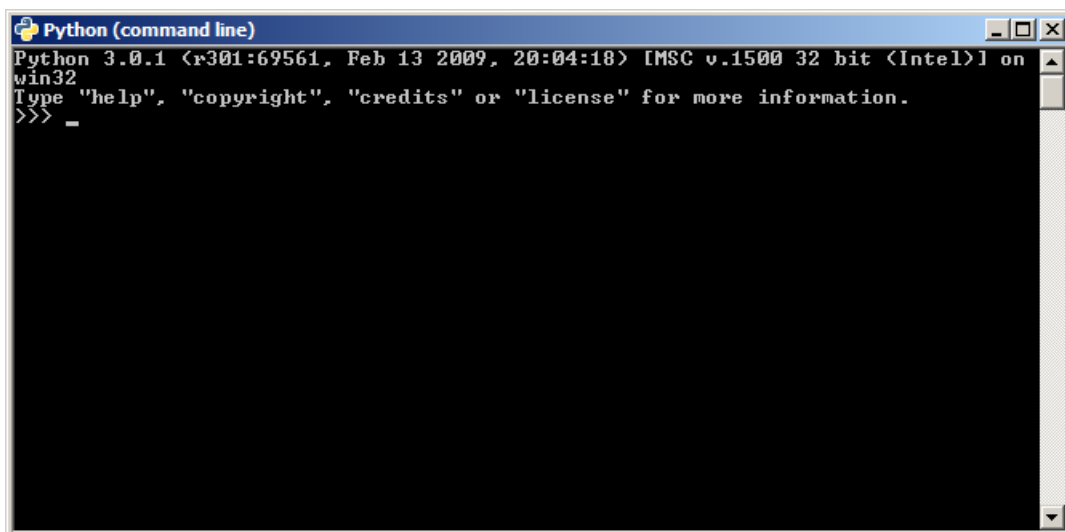 Python (command line)
Python 3.0.1 (r301:69561, Feb 13 2009, 20:04:18) [MSC v.1500 32 bit (Intel)] on
win32
Type "help", "copyright", "credits" or "license" for more information.
>>> _